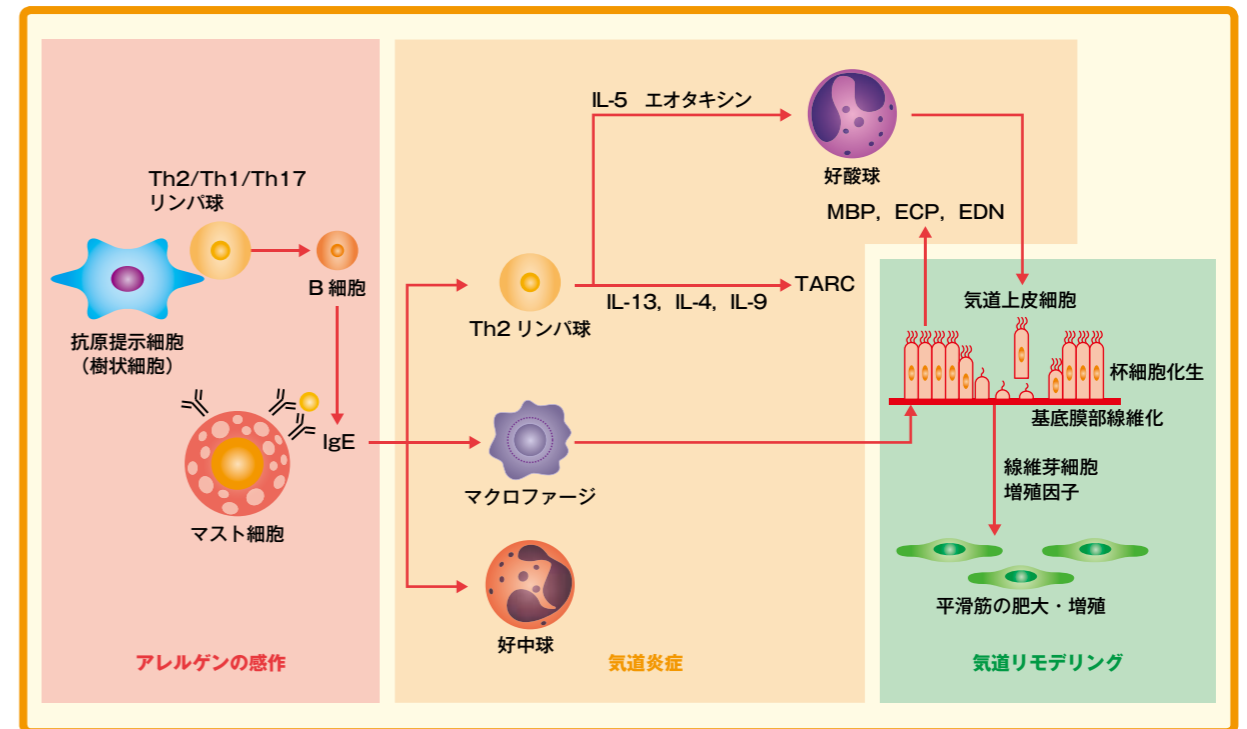 Th2/Th1/Th17
リンパ球
B 細胞
抗原提示細胞
（樹状細胞）
IgE
マスト細胞
アレルゲンの感作
IL-5　エオタキシン
好酸球
MBP，ECP，EDN
Th2 リンパ球
IL-13，IL-4，IL-9
TARC
マクロファージ
好中球
気道炎症
気道上皮細胞
杯細胞化生
基底膜部線維化
線維芽細胞
増殖因子
平滑筋の肥大・増殖
気道リモデリング